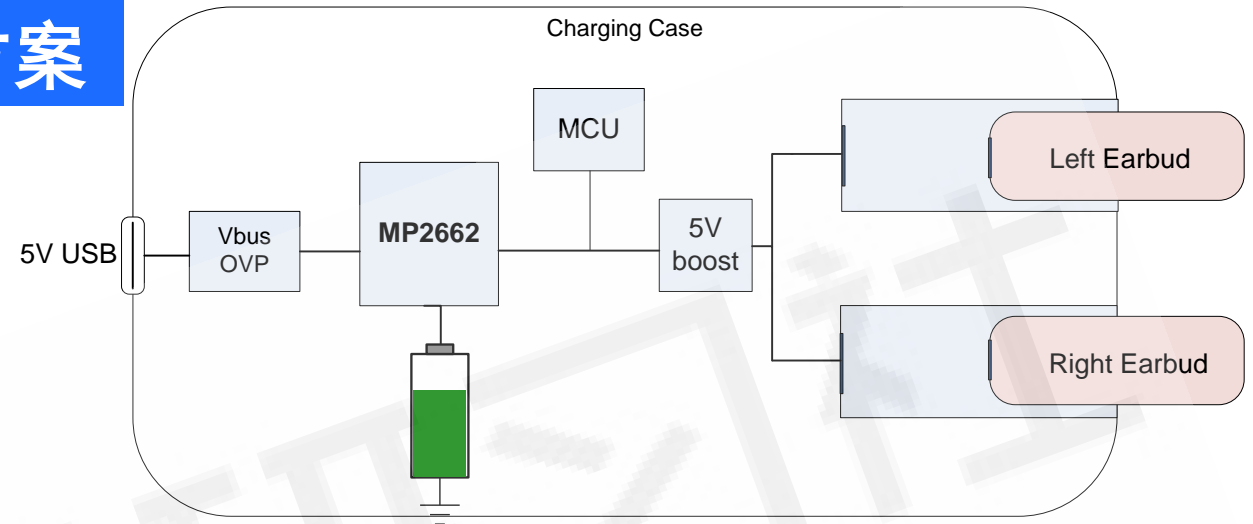 案
Charging Case
MCU
Left Earbud
5V USB
Vbus
OVP
MP2662
5V
boost
Right Earbud